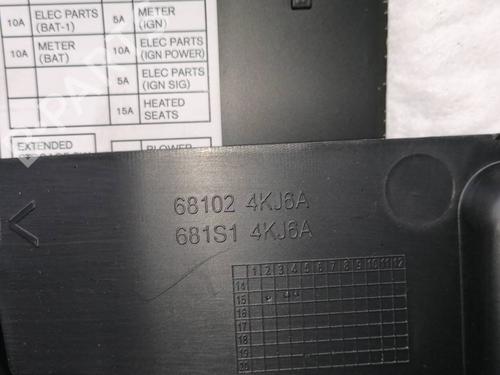 10A ELEC PARTS (BAT-1) 5A METER (IGN)
10A METER (BAT) 10A ELEC PARTS (IGN POWER)
5A ELEC PARTS (IGN SIG)
15A HEATED SEATS
EXTENDED BLOWER
68102 4KJ6A
681S1 4KJ6A
1 2 3 4 5 6 7 8 9 10 11 12
14
15
16
17
18
19
20